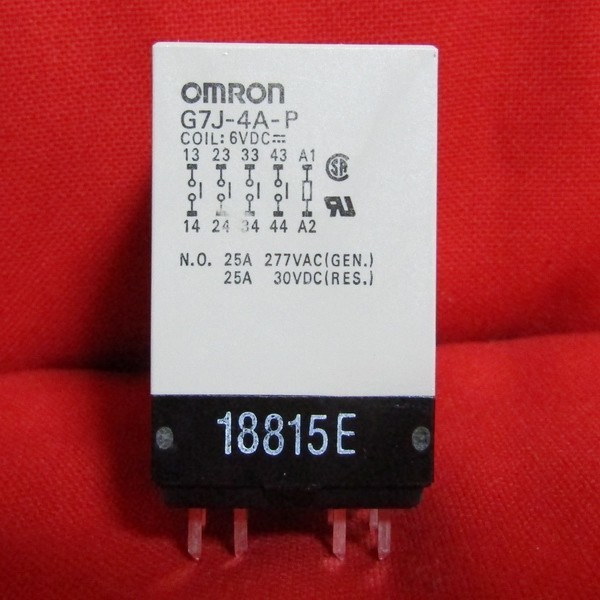 OMRON
G7J-4A-P
COIL: 6VDC⎓
13 23 33 43 A1
14 24 34 44 A2
N.O. 25A 277VAC(GEN.)
25A 30VDC(RES.)
18815E